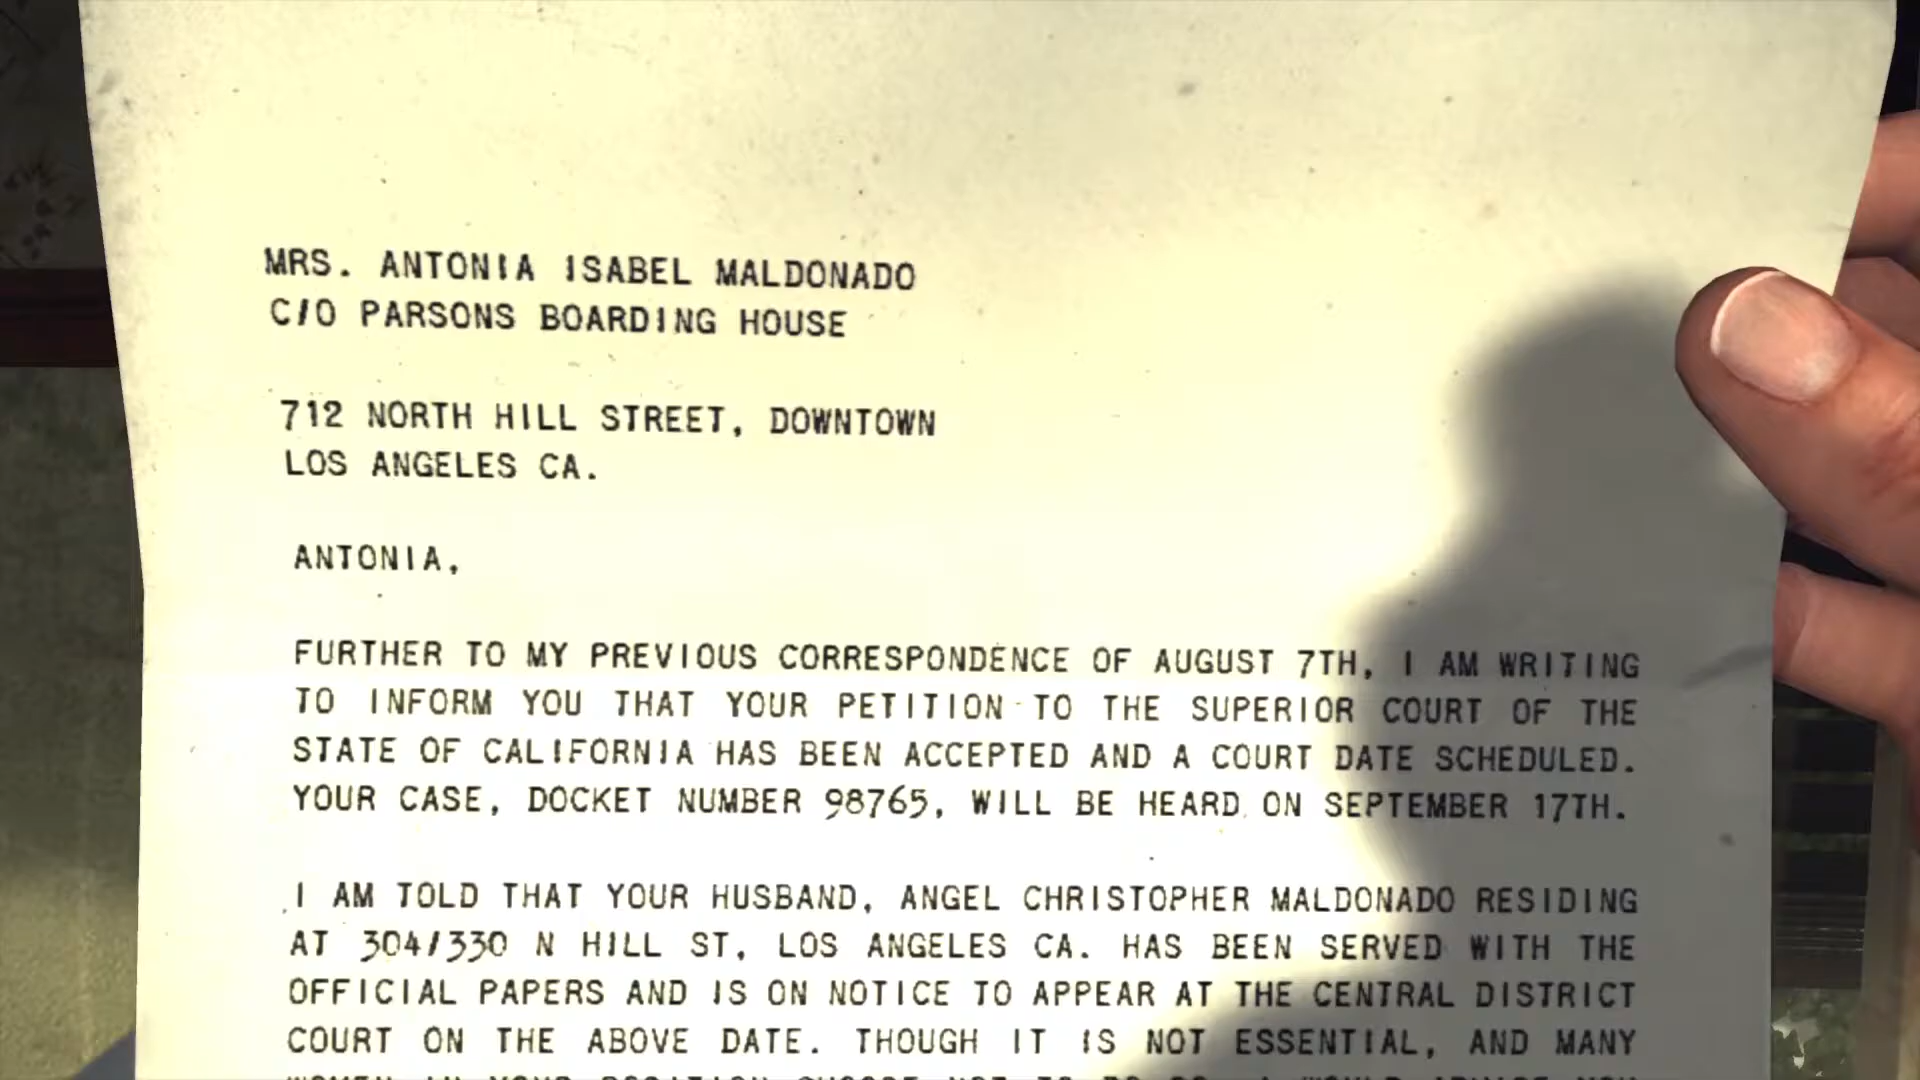 MRS. ANTONIA ISABEL MALDONADO
C/O PARSONS BOARDING HOUSE
712 NORTH HILL STREET, DOWNTOWN
LOS ANGELES CA.
ANTONIA,
FURTHER TO MY PREVIOUS CORRESPONDENCE OF AUGUST 7TH, I AM WRITING
TO INFORM YOU THAT YOUR PETITION TO THE SUPERIOR COURT OF THE
STATE OF CALIFORNIA HAS BEEN ACCEPTED AND A COURT DATE SCHEDULED.
YOUR CASE, DOCKET NUMBER 98765, WILL BE HEARD ON SEPTEMBER 17TH.
I AM TOLD THAT YOUR HUSBAND, ANGEL CHRISTOPHER MALDONADO RESIDING
AT 304/330 N HILL ST, LOS ANGELES CA. HAS BEEN SERVED WITH THE
OFFICIAL PAPERS AND IS ON NOTICE TO APPEAR AT THE CENTRAL DISTRICT
COURT ON THE ABOVE DATE. THOUGH IT IS NOT ESSENTIAL, AND MANY